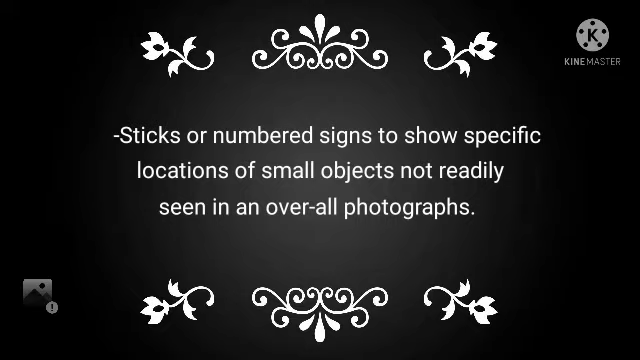 KINEMASTER
-Sticks or numbered signs to show specific
locations of small objects not readily
seen in an over-all photographs.